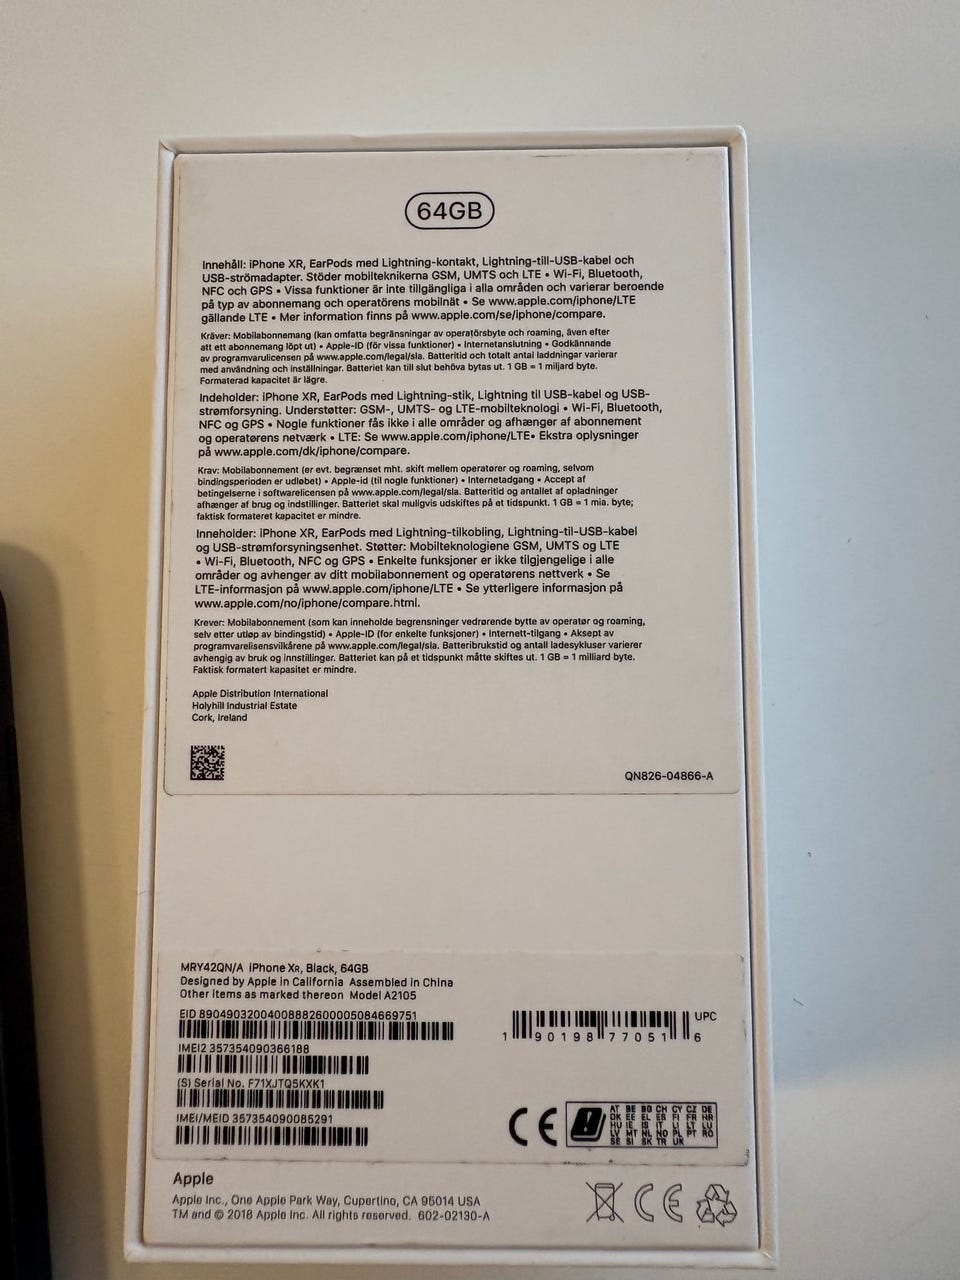 64GB
Innehåll: iPhone XR, EarPods med Lightning-kontakt, Lightning-till-USB-kabel och
USB-strömadapter. Stöder mobilteknikerna GSM, UMTS och LTE • Wi-Fi, Bluetooth,
NFC och GPS • Vissa funktioner är inte tillgängliga i alla områden och varierar beroende
på typ av abonnemang och operatörens mobilnät • Se www.apple.com/iphone/LTE
gällande LTE • Mer information finns på www.apple.com/se/iphone/compare.
Kräver: Mobilabonnemang (kan omfatta begränsningar av operatörsbyte och roaming, även efter
att ett abonnemang löpt ut) • Apple-ID (för vissa funktioner) • Internetanslutning • Godkännande
av programvarulicensen på www.apple.com/legal/sla. Batteritid och totalt antal laddningar varierar
med användning och inställningar. Batteriet kan till slut behöva bytas ut. 1 GB = 1 miljard byte.
Formaterad kapacitet är lägre.
Indeholder: iPhone XR, EarPods med Lightning-stik, Lightning til USB-kabel og USB-
strømforsyning. Understøtter: GSM-, UMTS- og LTE-mobilteknologi • Wi-Fi, Bluetooth,
NFC og GPS • Nogle funktioner fås ikke i alle områder og afhænger af abonnement
og operatørens netværk • LTE: Se www.apple.com/iphone/LTE• Ekstra oplysninger
på www.apple.com/dk/iphone/compare.
Krav: Mobilabonnement (er evt. begrænset mht. skift mellem operatører og roaming, selvom
bindingsperioden er udløbet) • Apple-id (til nogle funktioner) • Internetadgang • Accept af
betingelserne i softwarelicensen på www.apple.com/legal/sla. Batteritid og antallet af opladninger
afhænger af brug og indstillinger. Batteriet skal muligvis udskiftes på et tidspunkt. 1 GB = 1 mia. byte;
faktisk formateret kapacitet er mindre.
Inneholder: iPhone XR, EarPods med Lightning-tilkobling, Lightning-til-USB-kabel
og USB-strømforsyningsenhet. Støtter: Mobilteknologiene GSM, UMTS og LTE
• Wi-Fi, Bluetooth, NFC og GPS • Enkelte funksjoner er ikke tilgjengelige i alle
områder og avhenger av ditt mobilabonnement og operatørens nettverk • Se
LTE-informasjon på www.apple.com/iphone/LTE • Se ytterligere informasjon på
www.apple.com/no/iphone/compare.html.
Krever: Mobilabonnement (som kan inneholde begrensninger vedrørende bytte av operatør og roaming,
selv etter utløp av bindingstid) • Apple-ID (for enkelte funksjoner) • Internett-tilgang • Aksept av
programvarelisensvilkårene på www.apple.com/legal/sla. Batteribrukstid og antall ladesykluser varierer
avhengig av bruk og innstillinger. Batteriet kan på et tidspunkt måtte skiftes ut. 1 GB = 1 milliard byte.
Faktisk formatert kapasitet er mindre.
Apple Distribution International
Holyhill Industrial Estate
Cork, Ireland
QN826-04866-A
MRY42QN/A iPhone XR, Black, 64GB
Designed by Apple in California Assembled in China
Other items as marked thereon Model A2105
EID 89049032004008882600005084669751
UPC
1 90198 77051 6
IMEI2 357354090366188
(S) Serial No. F71XJTQ5KXK1
IMEI/MEID 357354090085291
CE
AT BE BG CH CY CZ DE
DK EE EL ES FI FR HR
HU IE IS IT LI LT LU
LV MT NL NO PL PT RO
SE SI SK TR UK
Apple
Apple Inc., One Apple Park Way, Cupertino, CA 95014 USA
TM and © 2018 Apple Inc. All rights reserved. 602-02130-A
CE